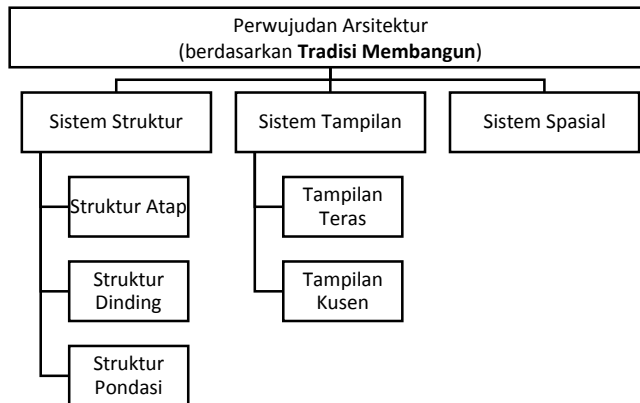 Perwujudan Arsitektur
(berdasarkan Tradisi Membangun)
Sistem Struktur
Sistem Tampilan
Sistem Spasial
Struktur Atap
Tampilan
Teras
Struktur
Dinding
Tampilan
Kusen
Struktur
Pondasi